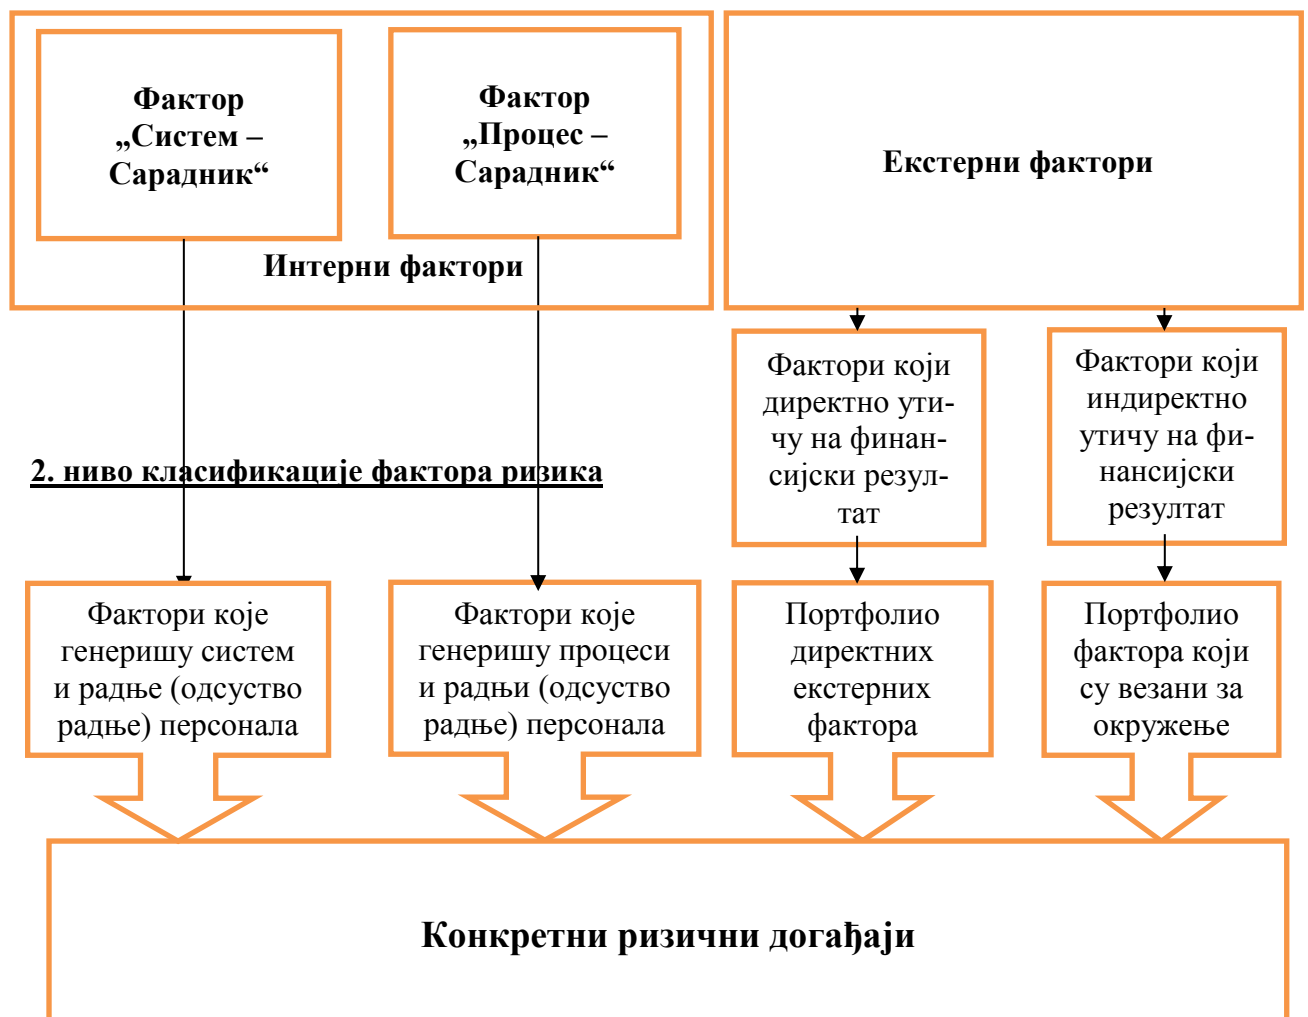 Фактор
„Систем –
Сарадник“
Фактор
„Процес –
Сарадник“
Интерни фактори
Екстерни фактори
Фактори који
директно ути-
чу на финан-
сијски резул-
тат
Фактори који
индиректно
утичу на фи-
нансијски
резултат
2. ниво класификације фактора ризика
Фактори које
генеришу систем
и радње (одсуство
радње) персонала
Фактори које
генеришу процеси
и радњи (одсуство
радње) персонала
Портфолио
директних
екстерних
фактора
Портфолио
фактора који
су везани за
окружење
Конкретни ризични догађаји